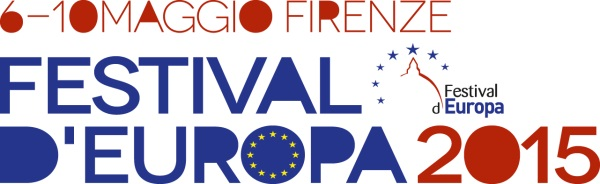 6-10 MAGGIO FIRENZE
FESTIVAL
D'EUROPA 2015
Festival
d'Europa